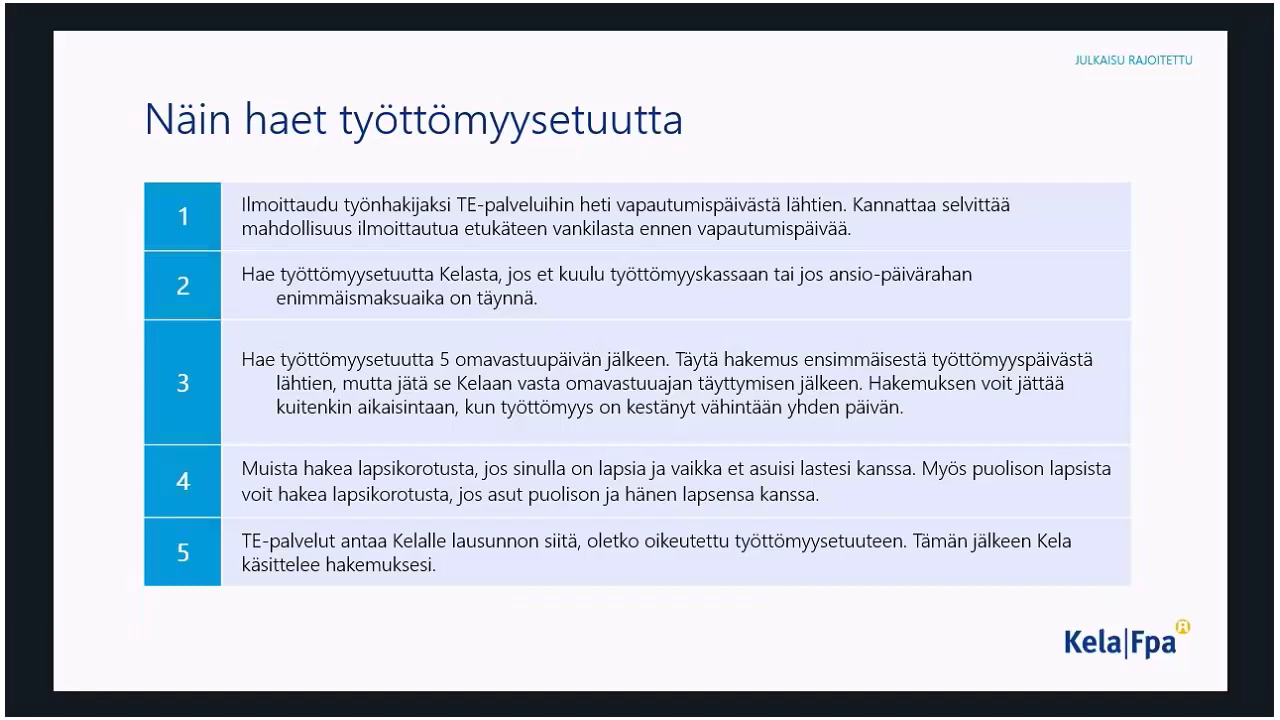 JULKAISU RAJOITETTU
Näin haet työttömyysetuutta
1
Ilmoittaudu työnhakijaksi TE-palveluihin heti vapautumispäivästä lähtien. Kannattaa selvittää
mahdollisuus ilmoittautua etukäteen vankilasta ennen vapautumispäivää.
2
Hae työttömyysetuutta Kelasta, jos et kuulu työttömyyskassaan tai jos ansio-päivärahan
enimmäismaksuaika on täynnä.
3
Hae työttömyysetuutta 5 omavastuupäivän jälkeen. Täytä hakemus ensimmäisestä työttömyyspäivästä
lähtien, mutta jätä se Kelaan vasta omavastuuajan täyttymisen jälkeen. Hakemuksen voit jättää
kuitenkin aikaisintaan, kun työttömyys on kestänyt vähintään yhden päivän.
4
Muista hakea lapsikorotusta, jos sinulla on lapsia ja vaikka et asuisi lastesi kanssa. Myös puolison lapsista
voit hakea lapsikorotusta, jos asut puolison ja hänen lapsensa kanssa.
5
TE-palvelut antaa Kelalle lausunnon siitä, oletko oikeutettu työttömyysetuuteen. Tämän jälkeen Kela
käsittelee hakemuksesi.
Kela|Fpa